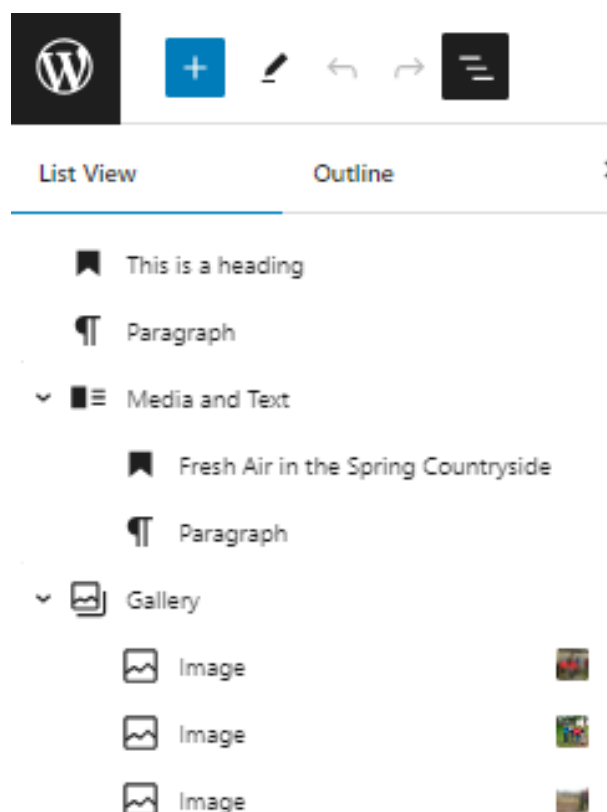 List View
Outline
This is a heading
Paragraph
Media and Text
Fresh Air in the Spring Countryside
Paragraph
Gallery
Image
Image
Image